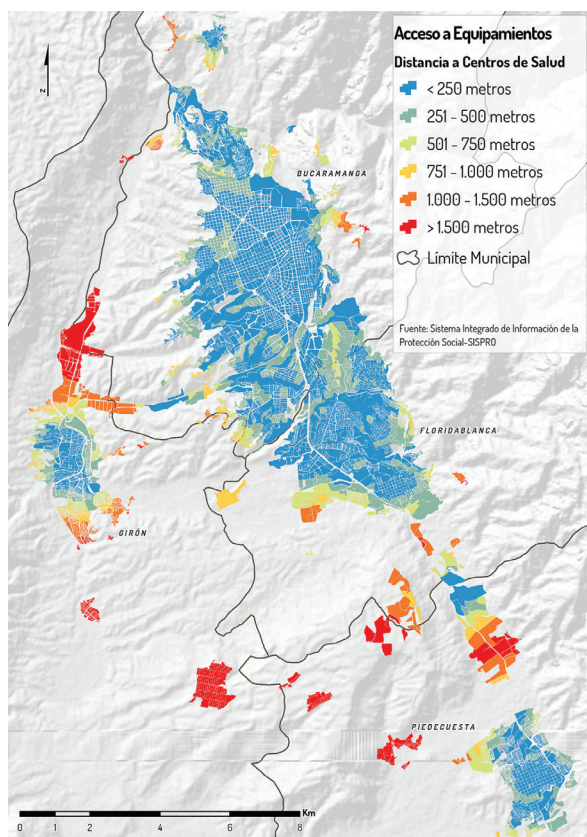 Acceso a Equipamientos
Distancia a Centros de Salud
< 250 metros
251 - 500 metros
501 - 750 metros
751 - 1.000 metros
1.000 - 1.500 metros
> 1.500 metros
Límite Municipal
Fuente: Sistema Integrado de Información de la
Protección Social-SISPRO
N
BUCARAMANGA
FLORIDABLANCA
GIRÓN
PIEDECUESTA
Km
0 1 2 4 6 8